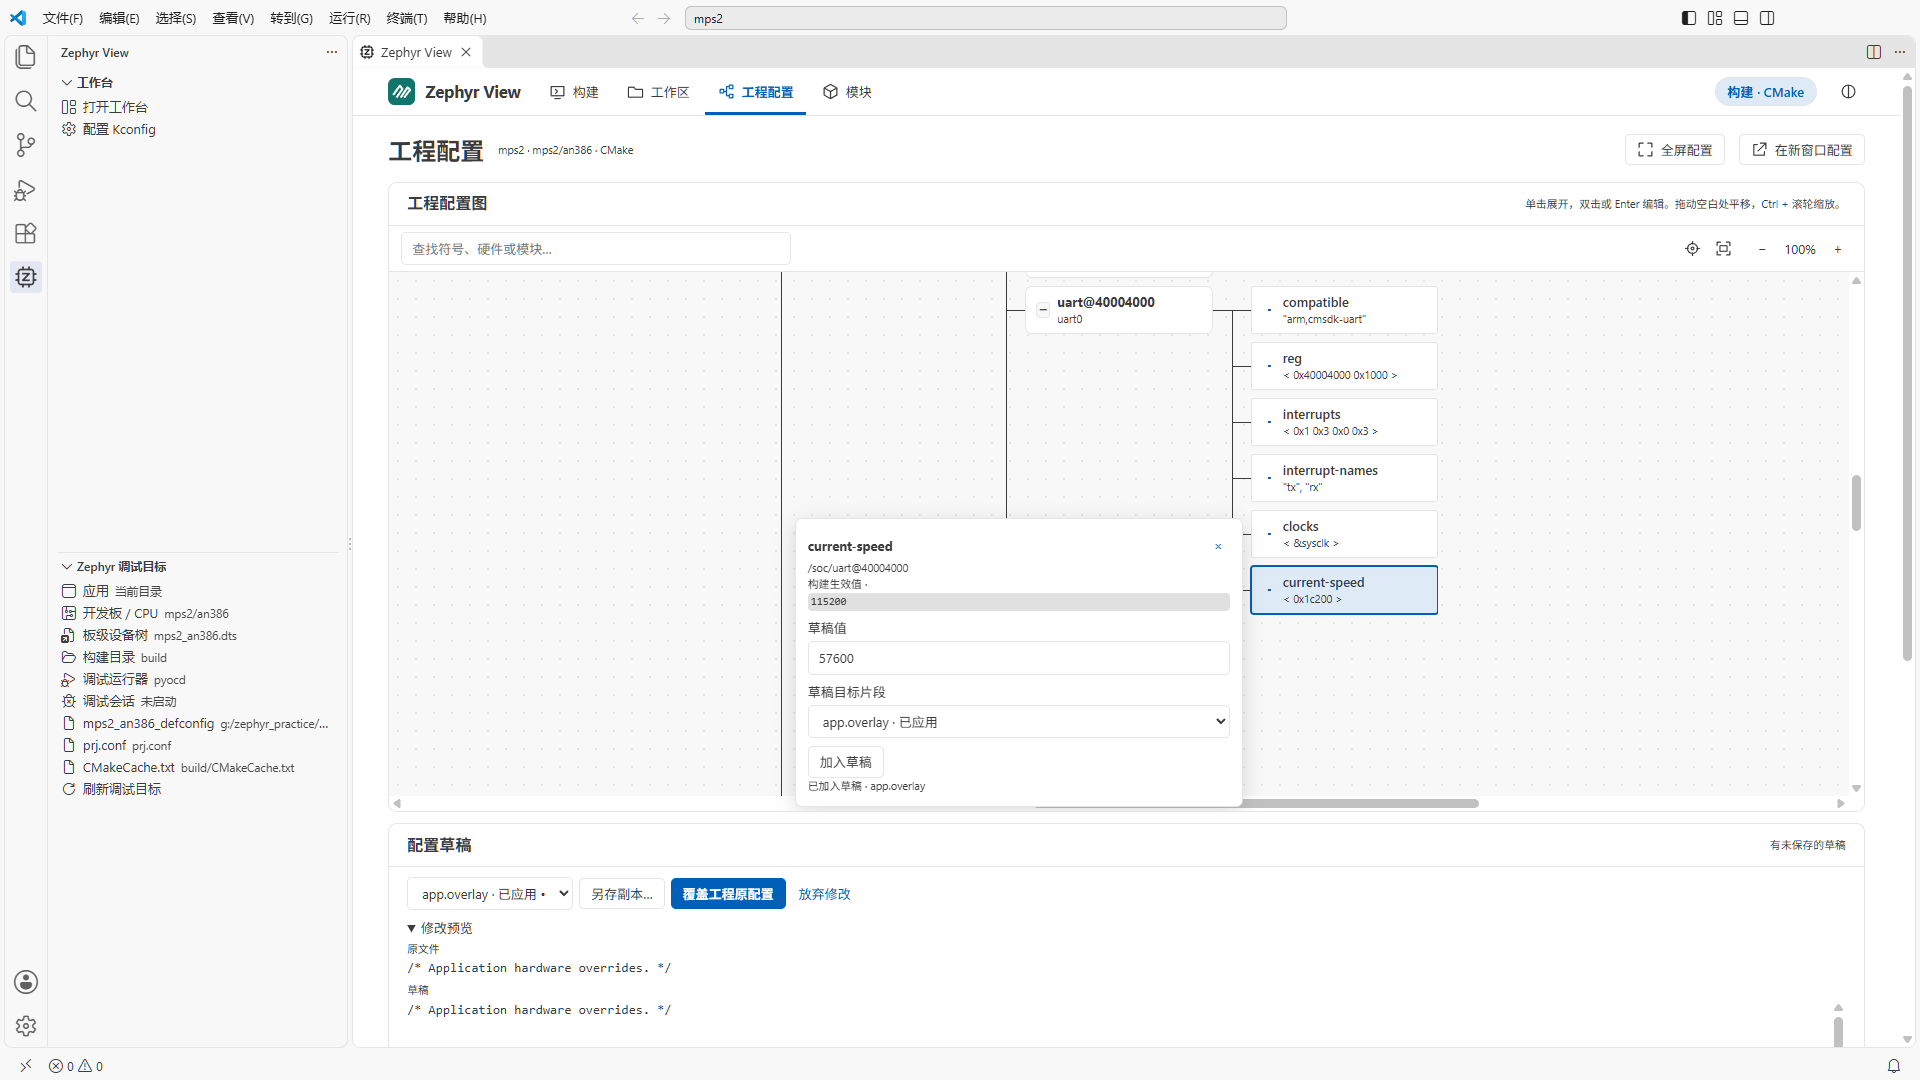 文件(F) 编辑(E) 选择(S) 查看(V) 转到(G) 运行(R) 终端(T) 帮助(H)
mps2
Zephyr View
工作台
打开工作台
配置 Kconfig
Zephyr 调试目标
应用 当前目录
开发板 / CPU mps2/an386
板级设备树 mps2_an386.dts
构建目录 build
调试运行器 pyocd
调试会话 未启动
mps2_an386_defconfig g:/zephyr_practice/...
prj.conf prj.conf
CMakeCache.txt build/CMakeCache.txt
刷新调试目标
Zephyr View
Zephyr View 构建 工作区 工程配置 模块 构建 · CMake
工程配置 mps2 · mps2/an386 · CMake 全屏配置 在新窗口配置
工程配置图 单击展开，双击或 Enter 编辑。拖动空白处平移，Ctrl + 滚轮缩放。
查找符号、硬件或模块... − 100% +
uart@40004000
uart0
compatible
"arm,cmsdk-uart"
reg
< 0x40004000 0x1000 >
interrupts
< 0x1 0x3 0x0 0x3 >
interrupt-names
"tx", "rx"
clocks
< &sysclk >
current-speed
< 0x1c200 >
current-speed ×
/soc/uart@40004000
构建生效值 ·
115200
草稿值
57600
草稿目标片段
app.overlay · 已应用
加入草稿
已加入草稿 · app.overlay
配置草稿 有未保存的草稿
app.overlay · 已应用 • 另存副本... 覆盖工程原配置 放弃修改
▼ 修改预览
原文件
/* Application hardware overrides. */
草稿
/* Application hardware overrides. */
0 0